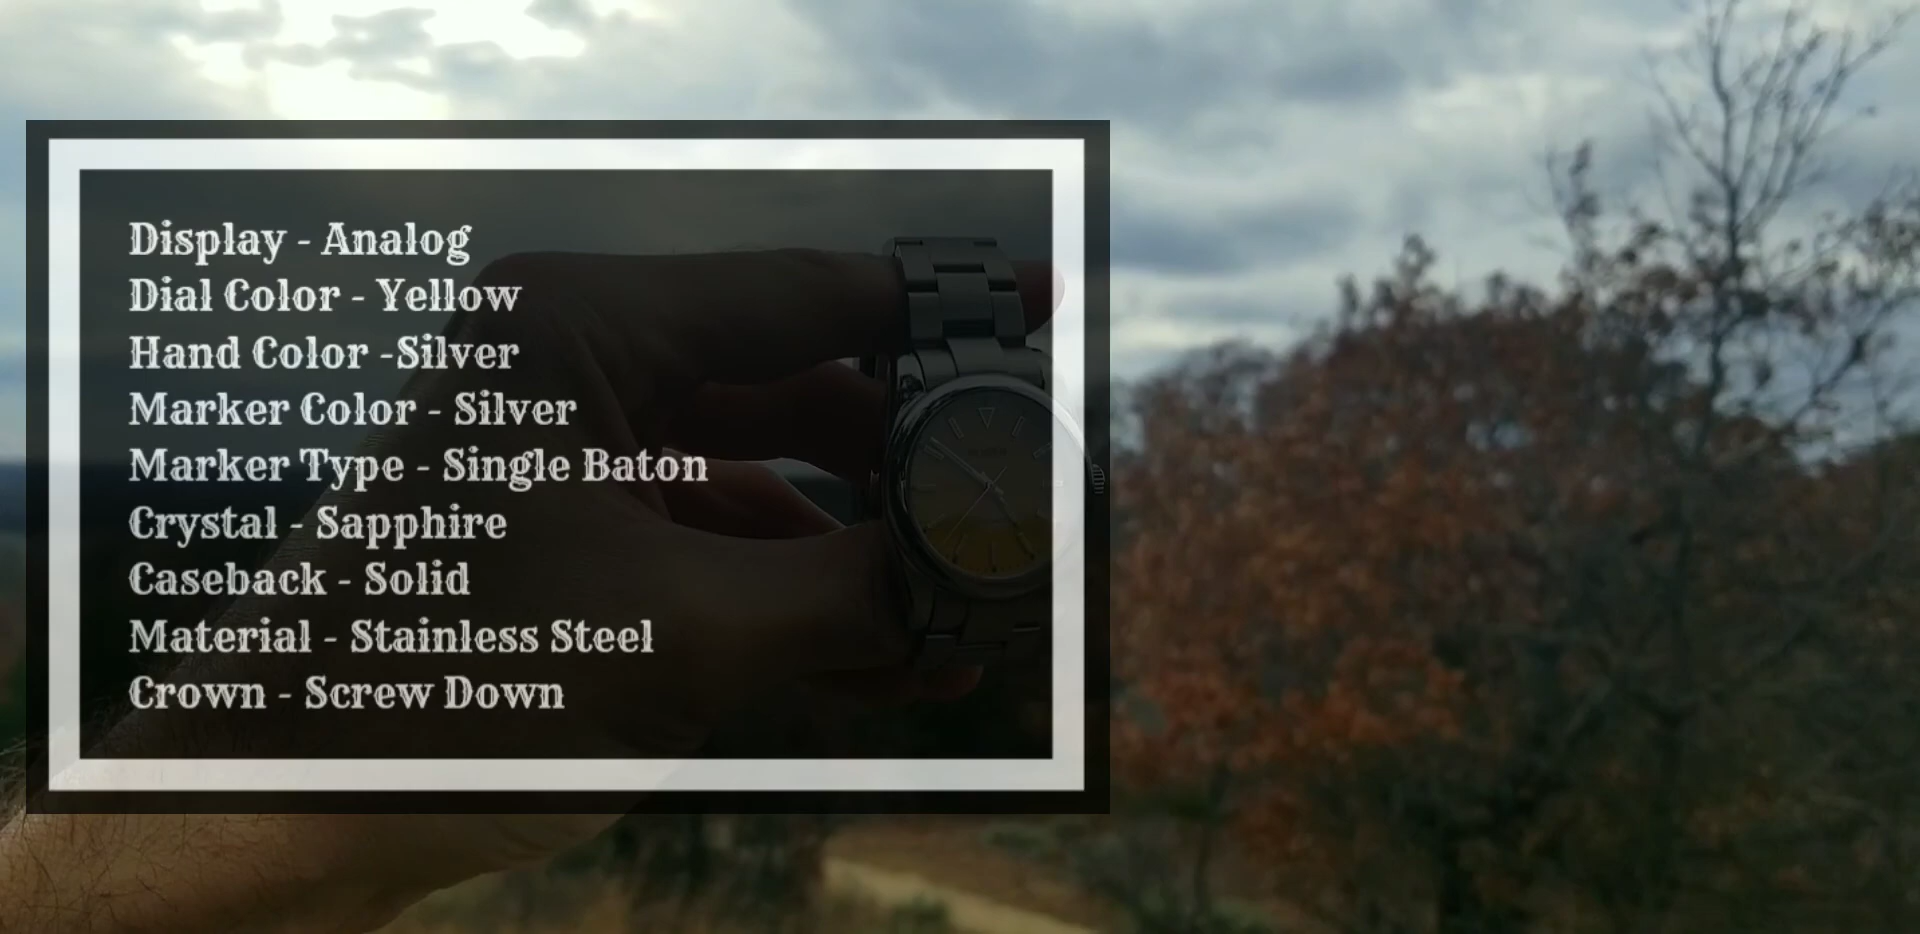 Display - Analog
Dial Color - Yellow
Hand Color -Silver
Marker Color - Silver
Marker Type - Single Baton
Crystal - Sapphire
Caseback - Solid
Material - Stainless Steel
Crown - Screw Down